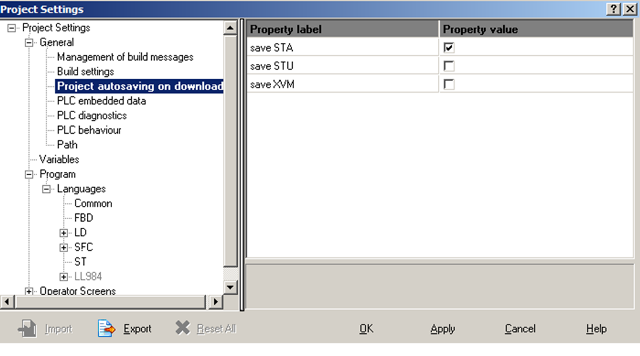 Project Settings
Project Settings
General
Management of build messages
Build settings
Project autosaving on download
PLC embedded data
PLC diagnostics
PLC behaviour
Path
Variables
Program
Languages
Common
FBD
LD
SFC
ST
LL984
Operator Screens
Property label Property value
save STA
save STU
save XVM
Import Export Reset All OK Apply Cancel Help